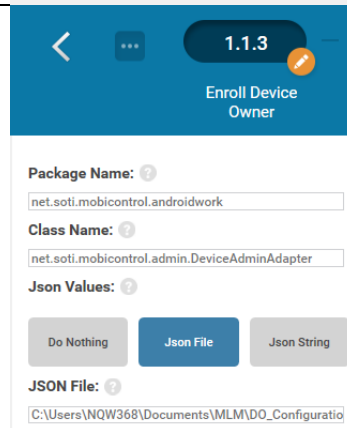 1.1.3
Enroll Device
Owner
Package Name: ?
net.soti.mobicontrol.androidwork
Class Name: ?
net.soti.mobicontrol.admin.DeviceAdminAdapter
Json Values: ?
Do Nothing Json File Json String
JSON File: ?
C:\Users\NQW368\Documents\MLM\DO_Configuratio